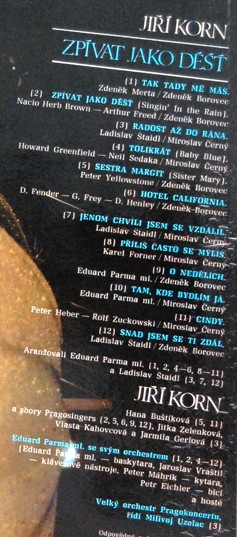 JIŘÍ KORN
ZPÍVAT JAKO DÉŠŤ
(1) TAK TADY MĚ MÁŠ.
Zdeněk Merta / Zdeněk Borovec
(2) ZPÍVAT JAKO DÉŠŤ (Singin' In the Rain).
Nacio Herb Brown — Arthur Freed / Zdeněk Borovec
(3) RADOST AŽ DO RÁNA.
Ladislav Štaidl / Miroslav Černý
(4) TOLIKRÁT (Baby Blue).
Howard Greenfield — Neil Sedaka / Miroslav Černý
(5) SESTRA MARGIT (Sister Mary).
Peter Yellowstone / Zdeněk Borovec
(6) HOTEL CALIFORNIA.
D. Fender — G. Frey — D. Henley / Zdeněk Borovec
(7) JENOM CHVÍLI JSEM SE VZDÁLIL.
Ladislav Štaidl / Miroslav Černý
(8) PŘÍLIŠ ČASTO SE MÝLÍŠ.
Karel Forner / Miroslav Černý
(9) O NEDĚLÍCH.
Eduard Parma ml. / Zdeněk Borovec
(10) TAM, KDE BYDLÍM JÁ.
Eduard Parma ml. / Miroslav Černý
(11) CINDY.
Peter Heber — Rolf Zuckowski / Miroslav Černý
(12) SNAD JSEM SE TI ZDÁL.
Ladislav Štaidl / Zdeněk Borovec
Aranžovali Eduard Parma ml. (1, 2, 4—6, 8—11)
a Ladislav Štaidl (3, 7, 12)
JIŘÍ KORN
Hana Buštíková (5, 11)
a sbory Pragosingers (2, 5, 6, 9, 12), Jitka Zelenková,
Vlasta Kahovcová a Jarmila Gerlová (3)
Eduard Parma ml. se svým orchestrem (1, 2, 4—12)
(Eduard Parma ml. — baskytara, Jaroslav Vraštil
— klávesové nástroje, Peter Máhrik — kytara,
Petr Eichler — bicí
a hosté
Velký orchestr Pragokoncertu,
řídí Milivoj Uzelac (3)
Odpovědný